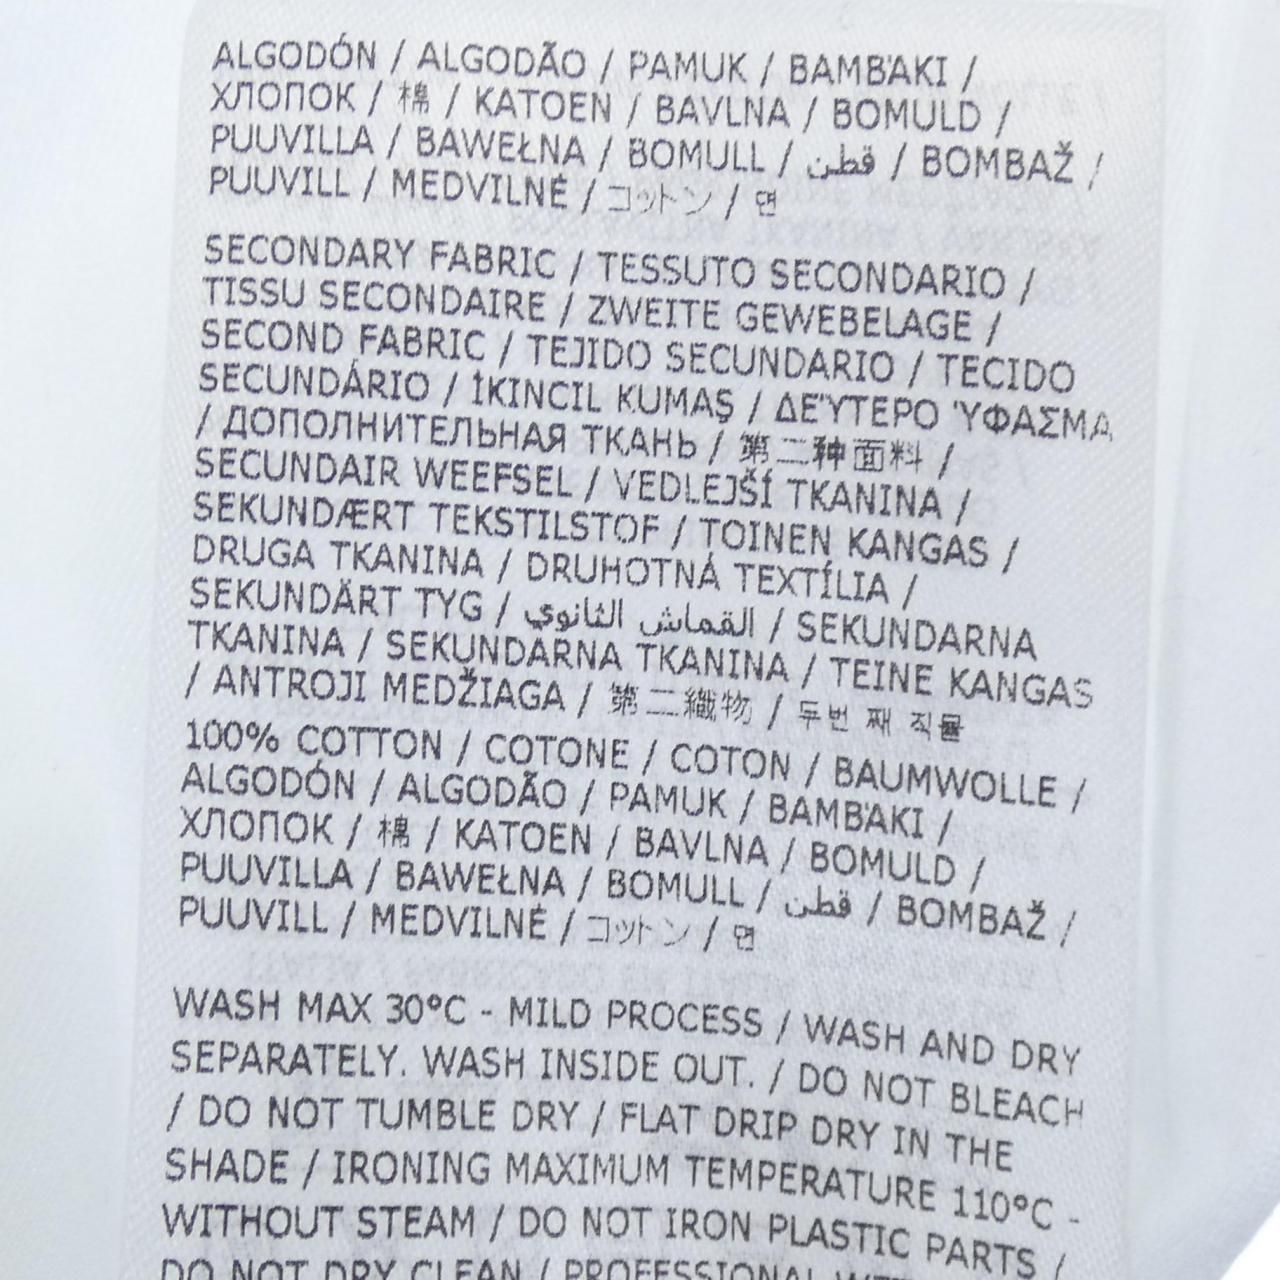 ALGODÓN / ALGODÃO / PAMUK / BAMBΆKI /
ХЛОПОК / 棉 / KATOEN / BAVLNA / BOMULD /
PUUVILLA / BAWEŁNA / BOMULL / قطن / BOMBAŽ /
PUUVILL / MEDVILNĖ / コットン / 면
SECONDARY FABRIC / TESSUTO SECONDARIO /
TISSU SECONDAIRE / ZWEITE GEWEBELAGE /
SECOND FABRIC / TEJIDO SECUNDARIO / TECIDO
SECUNDÁRIO / İKINCIL KUMAŞ / ΔΕΎΤΕΡΟ ΎΦΑΣΜΑ
/ ДОПОЛНИТЕЛЬНАЯ ТКАНЬ / 第二种面料 /
SECUNDAIR WEEFSEL / VEDLEJŠÍ TKANINA /
SEKUNDÆRT TEKSTILSTOF / TOINEN KANGAS /
DRUGA TKANINA / DRUHOTNÁ TEXTÍLIA /
SEKUNDÄRT TYG / القماش الثانوي / SEKUNDARNA
TKANINA / SEKUNDARNA TKANINA / TEINE KANGAS
/ ANTROJI MEDŽIAGA / 第二織物 / 두번 째 직물
100% COTTON / COTONE / COTON / BAUMWOLLE /
ALGODÓN / ALGODÃO / PAMUK / BAMBΆKI /
ХЛОПОК / 棉 / KATOEN / BAVLNA / BOMULD /
PUUVILLA / BAWEŁNA / BOMULL / قطن / BOMBAŽ /
PUUVILL / MEDVILNĖ / コットン / 면
WASH MAX 30°C - MILD PROCESS / WASH AND DRY
SEPARATELY. WASH INSIDE OUT. / DO NOT BLEACH
/ DO NOT TUMBLE DRY / FLAT DRIP DRY IN THE
SHADE / IRONING MAXIMUM TEMPERATURE 110°C -
WITHOUT STEAM / DO NOT IRON PLASTIC PARTS /
DO NOT DRY CLEAN / PROFESSIONAL